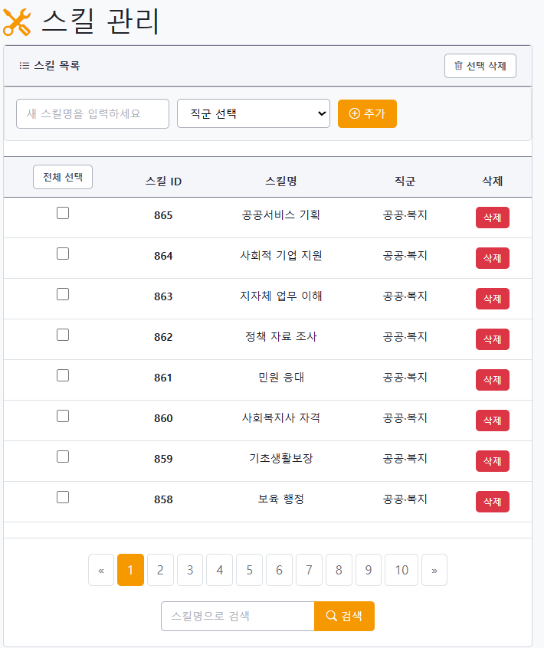 스킬 관리
스킬 목록
선택 삭제
새 스킬명을 입력하세요
직군 선택
추가
전체 선택 스킬 ID 스킬명 직군 삭제
865 공공서비스 기획 공공·복지 삭제
864 사회적 기업 지원 공공·복지 삭제
863 지자체 업무 이해 공공·복지 삭제
862 정책 자료 조사 공공·복지 삭제
861 민원 응대 공공·복지 삭제
860 사회복지사 자격 공공·복지 삭제
859 기초생활보장 공공·복지 삭제
858 보육 행정 공공·복지 삭제
« 1 2 3 4 5 6 7 8 9 10 »
스킬명으로 검색 검색